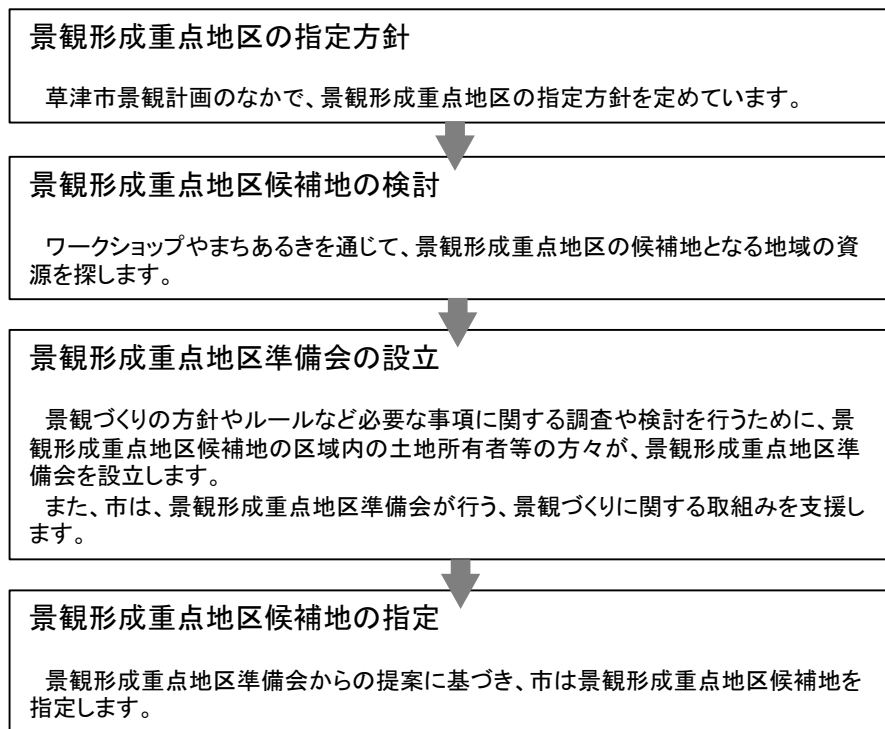 景観形成重点地区の指定方針
草津市景観計画のなかで、景観形成重点地区の指定方針を定めています。
景観形成重点地区候補地の検討
ワークショップやまちあるきを通じて、景観形成重点地区の候補地となる地域の資
源を探します。
景観形成重点地区準備会の設立
景観づくりの方針やルールなど必要な事項に関する調査や検討を行うために、景
観形成重点地区候補地の区域内の土地所有者等の方々が、景観形成重点地区準
備会を設立します。
また、市は、景観形成重点地区準備会が行う、景観づくりに関する取組みを支援し
ます。
景観形成重点地区候補地の指定
景観形成重点地区準備会からの提案に基づき、市は景観形成重点地区候補地を
指定します。